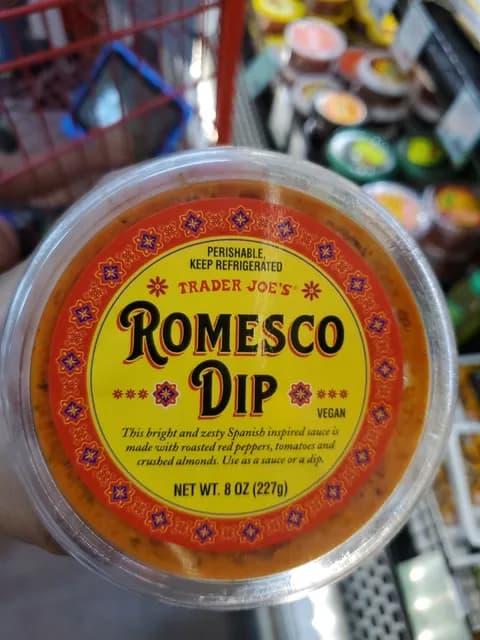 PERISHABLE,
KEEP REFRIGERATED
TRADER JOE'S
ROMESCO
DIP
VEGAN
This bright and zesty Spanish inspired sauce is
made with roasted red peppers, tomatoes and
crushed almonds. Use as a sauce or a dip.
NET WT. 8 OZ (227g)